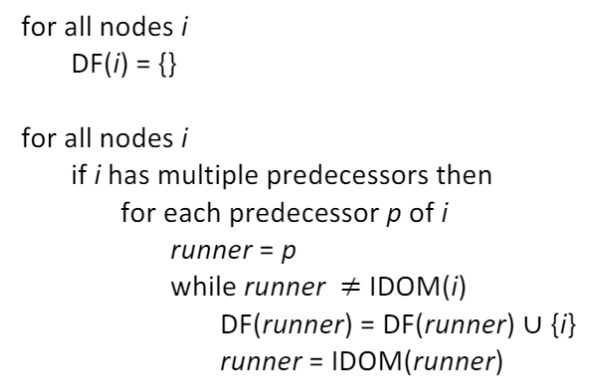 for all nodes i
DF(i) = {}
for all nodes i
if i has multiple predecessors then
for each predecessor p of i
runner = p
while runner ≠ IDOM(i)
DF(runner) = DF(runner) ∪ {i}
runner = IDOM(runner)